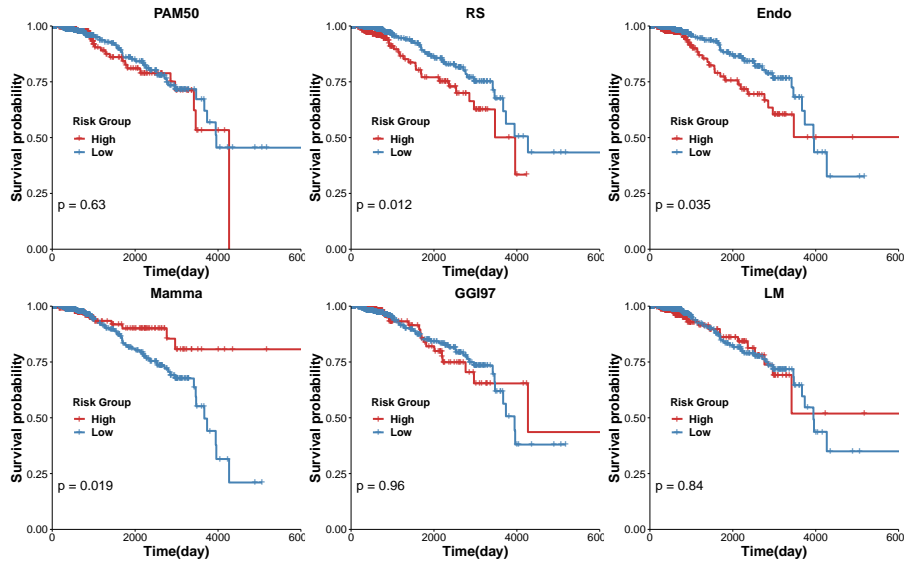 PAM50
Survival probability
1.00
0.75
0.50
0.25
0.00
Risk Group
High
Low
p = 0.63
0 2000 4000 600
Time(day)
RS
Survival probability
1.00
0.75
0.50
0.25
0.00
Risk Group
High
Low
p = 0.012
0 2000 4000 600
Time(day)
Endo
Survival probability
1.00
0.75
0.50
0.25
0.00
Risk Group
High
Low
p = 0.035
0 2000 4000 600
Time(day)
Mamma
Survival probability
1.00
0.75
0.50
0.25
0.00
Risk Group
High
Low
p = 0.019
0 2000 4000 600
Time(day)
GGI97
Survival probability
1.00
0.75
0.50
0.25
0.00
Risk Group
High
Low
p = 0.96
0 2000 4000 600
Time(day)
LM
Survival probability
1.00
0.75
0.50
0.25
0.00
Risk Group
High
Low
p = 0.84
0 2000 4000 600
Time(day)